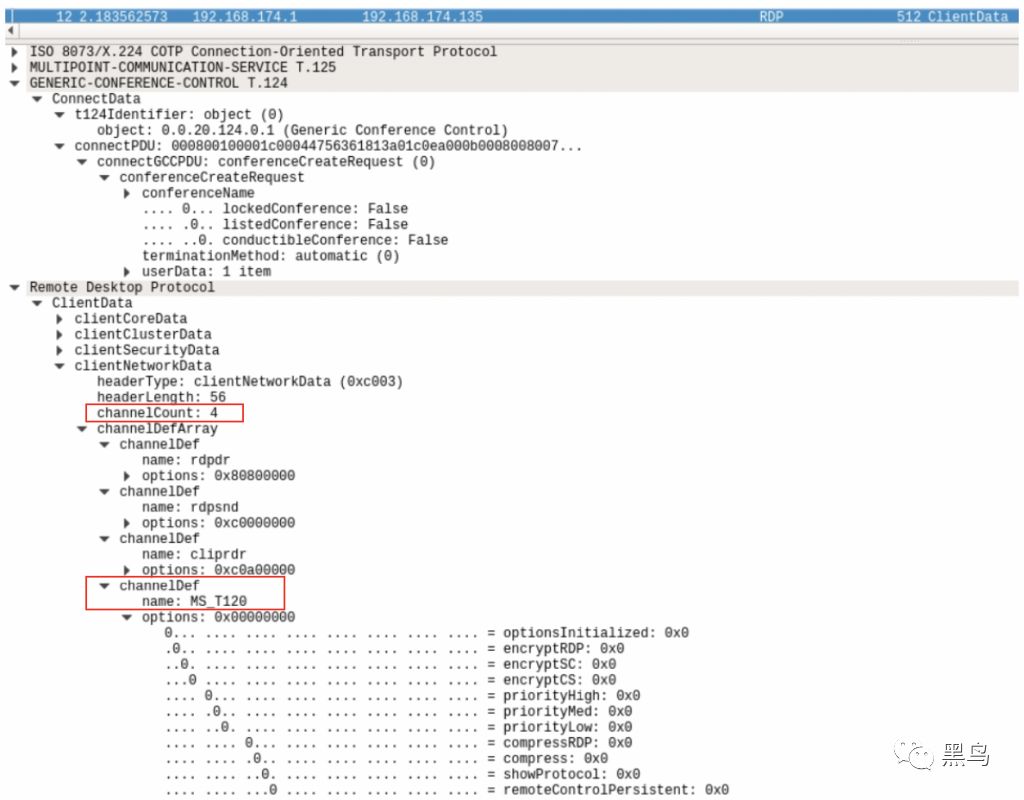 12 2.183562573 192.168.174.1 192.168.174.135 RDP 512 ClientData
ISO 8073/X.224 COTP Connection-Oriented Transport Protocol
MULTIPOINT-COMMUNICATION-SERVICE T.125
GENERIC-CONFERENCE-CONTROL T.124
ConnectData
t124Identifier: object (0)
object: 0.0.20.124.0.1 (Generic Conference Control)
connectPDU: 000800100001c00044756361813a01c0ea000b0008008007...
connectGCCPDU: conferenceCreateRequest (0)
conferenceCreateRequest
conferenceName
.... 0... lockedConference: False
.... .0.. listedConference: False
.... ..0. conductibleConference: False
terminationMethod: automatic (0)
userData: 1 item
Remote Desktop Protocol
ClientData
clientCoreData
clientClusterData
clientSecurityData
clientNetworkData
headerType: clientNetworkData (0xc003)
headerLength: 56
channelCount: 4
channelDefArray
channelDef
name: rdpdr
options: 0x80800000
channelDef
name: rdpsnd
options: 0xc0000000
channelDef
name: cliprdr
options: 0xc0a00000
channelDef
name: MS_T120
options: 0x00000000
0... .... .... .... .... .... .... .... = optionsInitialized: 0x0
.0.. .... .... .... .... .... .... .... = encryptRDP: 0x0
..0. .... .... .... .... .... .... .... = encryptSC: 0x0
...0 .... .... .... .... .... .... .... = encryptCS: 0x0
.... 0... .... .... .... .... .... .... = priorityHigh: 0x0
.... .0.. .... .... .... .... .... .... = priorityMed: 0x0
.... ..0. .... .... .... .... .... .... = priorityLow: 0x0
.... .... 0... .... .... .... .... .... = compressRDP: 0x0
.... .... .0.. .... .... .... .... .... = compress: 0x0
.... .... ..0. .... .... .... .... .... = showProtocol: 0x0
.... .... ...0 .... .... .... .... .... = remoteControlPersistent: 0x0
黑鸟